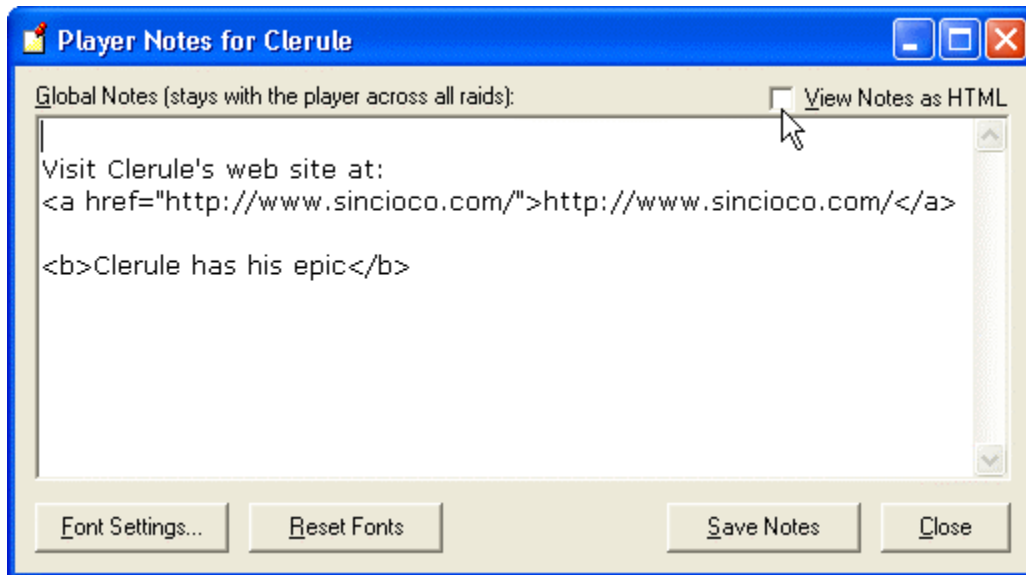 Player Notes for Clerule
Global Notes (stays with the player across all raids):
View Notes as HTML
Visit Clerule's web site at:
<a href="http://www.sincioco.com/">http://www.sincioco.com/</a>
<b>Clerule has his epic</b>
Font Settings...
Reset Fonts
Save Notes
Close